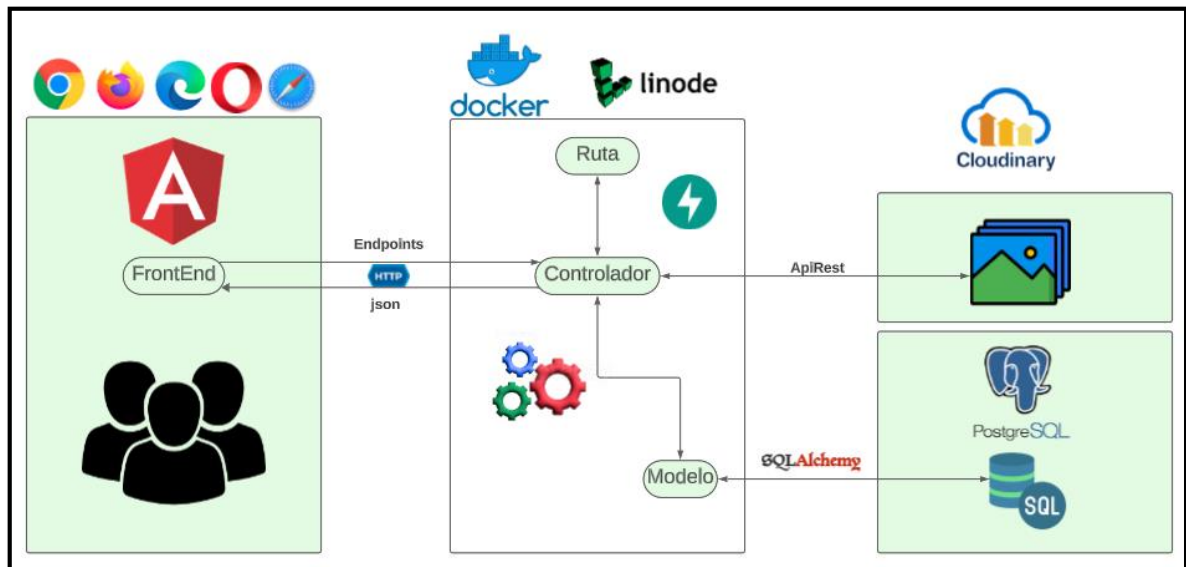 docker
linode
Cloudinary
A
FrontEnd
Endpoints
HTTP
json
Ruta
Controlador
Modelo
ApiRest
SQLAlchemy
PostgreSQL
SQL